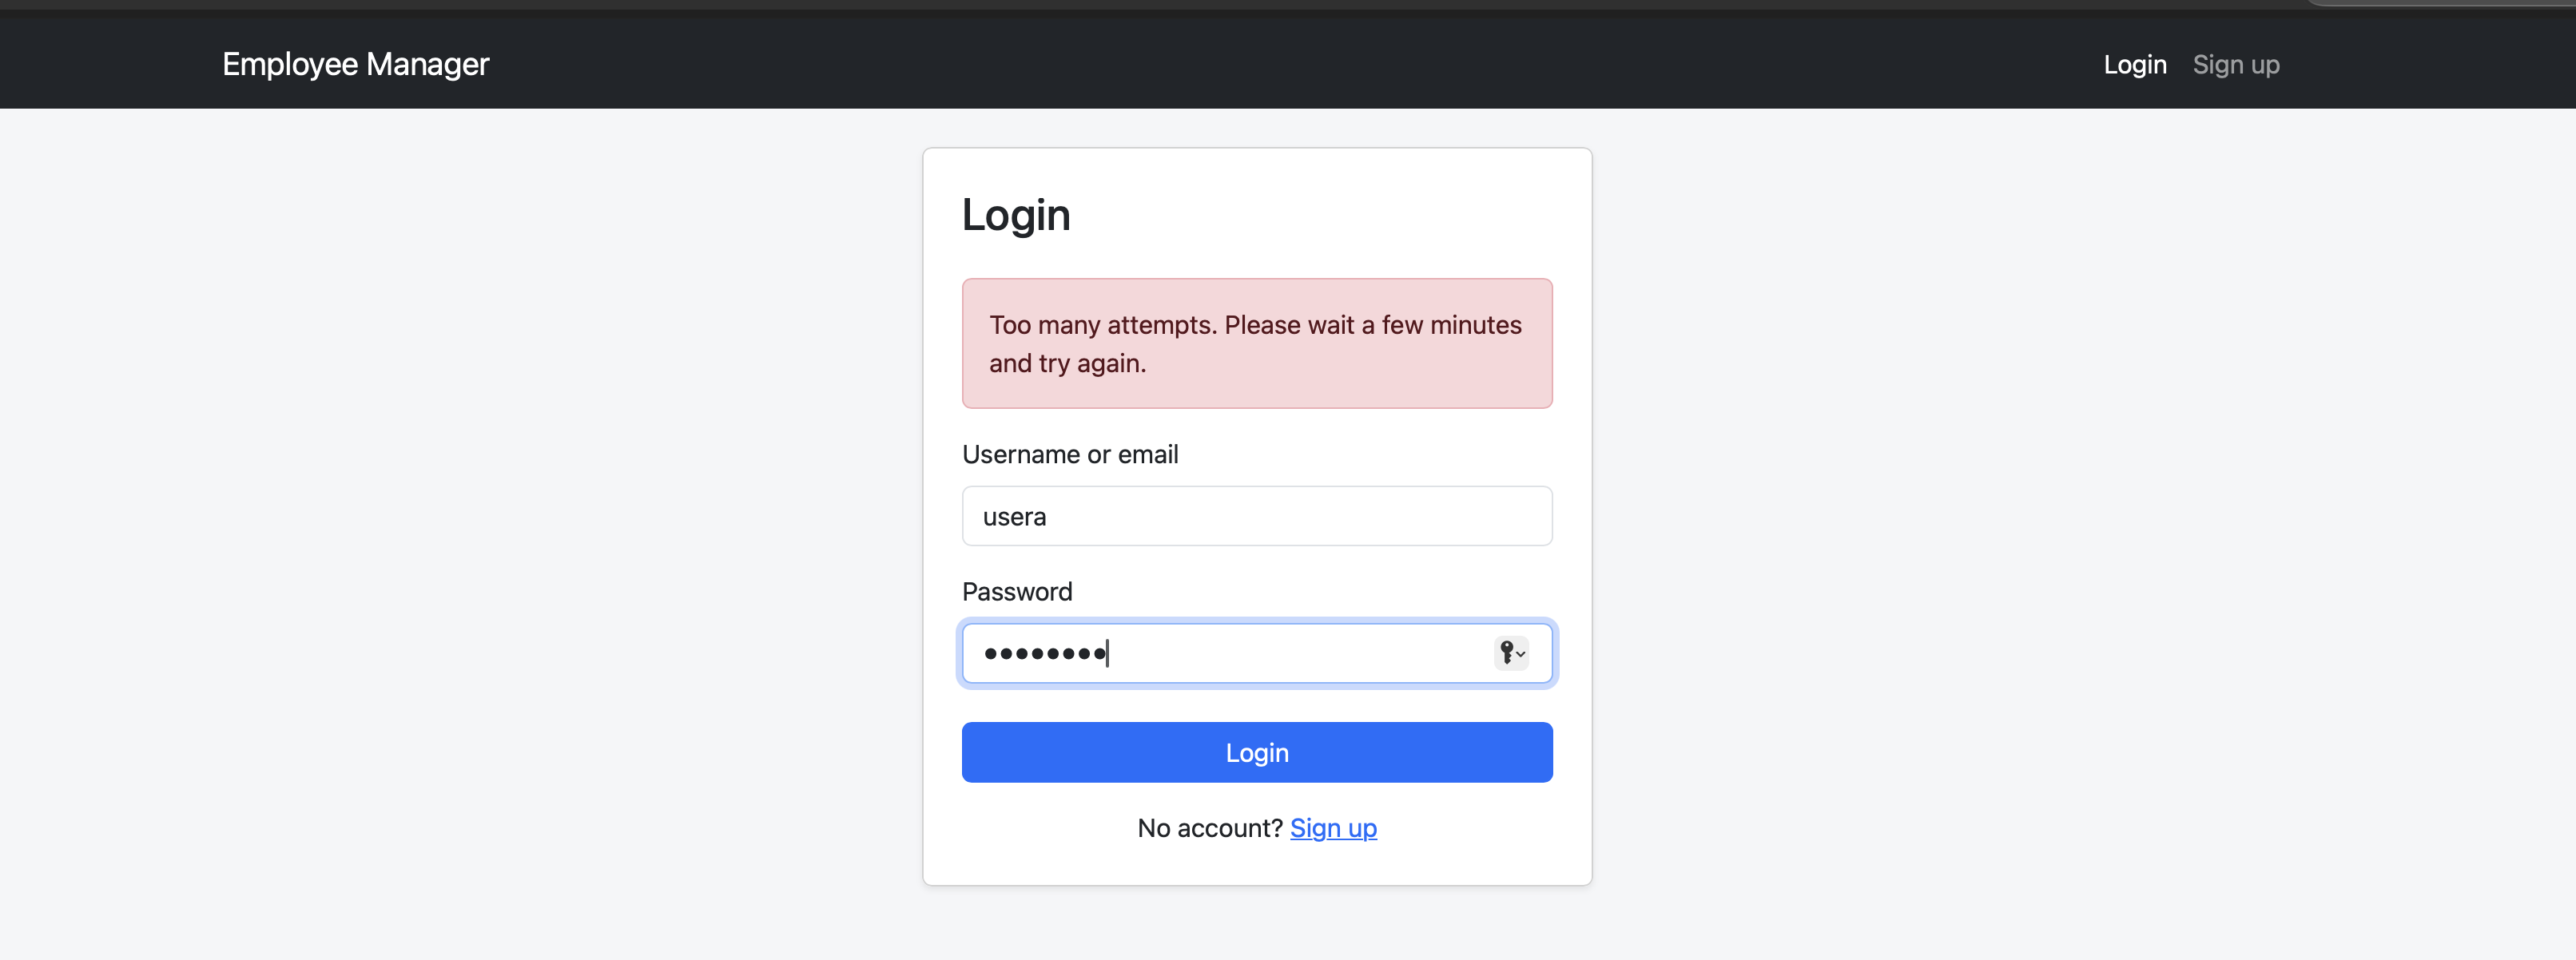 Employee Manager
Login
Sign up
Login
Too many attempts. Please wait a few minutes
and try again.
Username or email
usera
Password
••••••••
Login
No account? Sign up